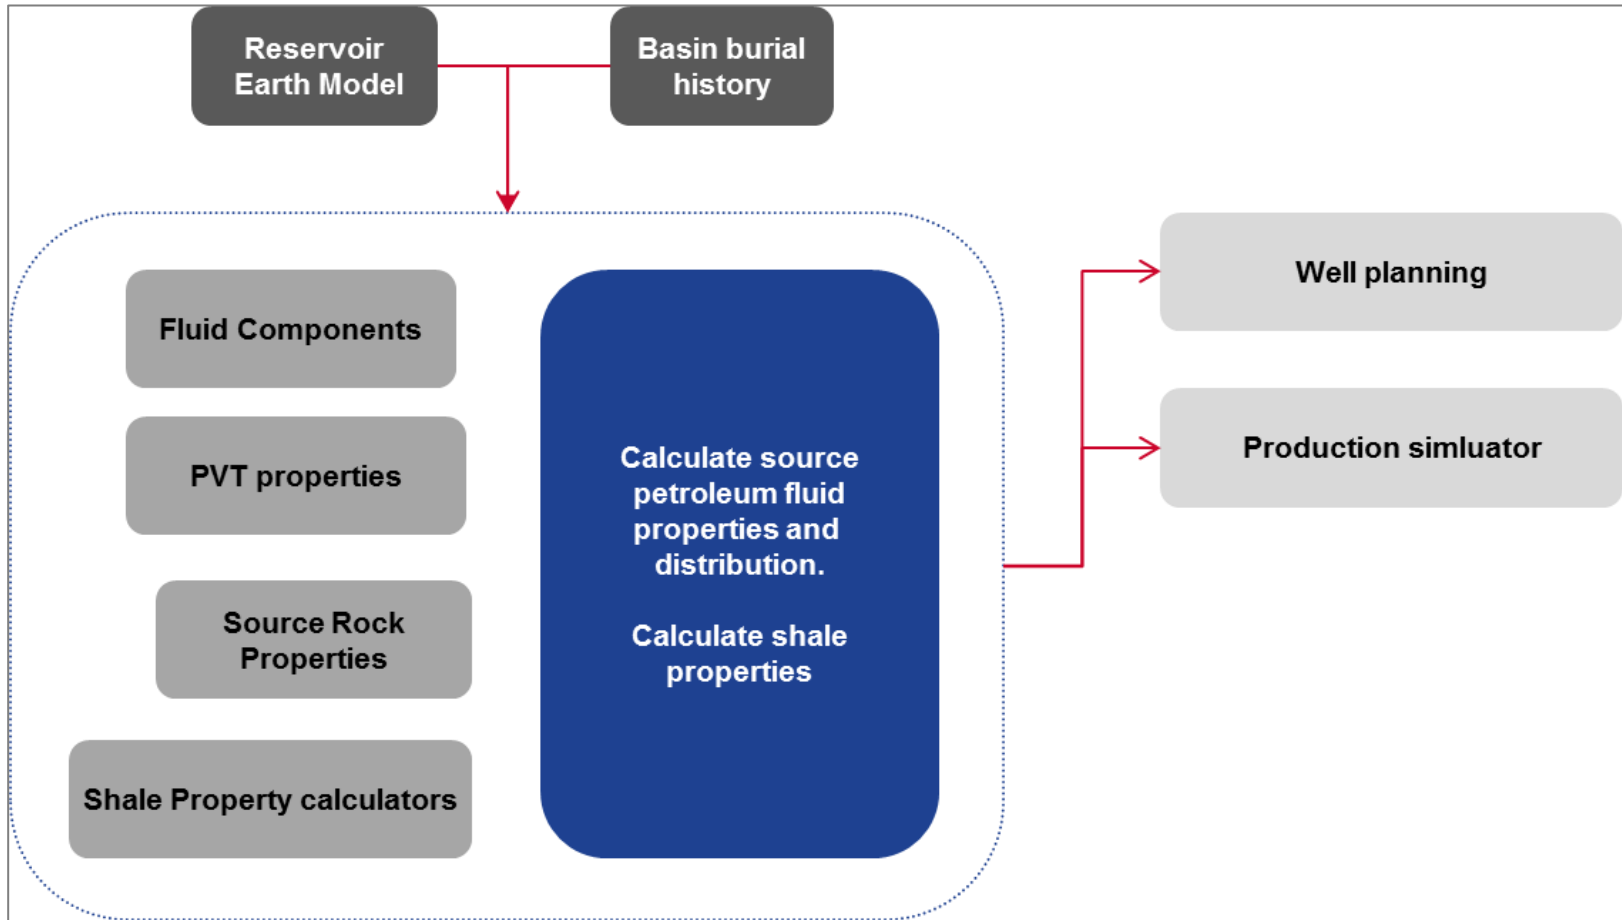 Reservoir
Earth Model
Basin burial
history
Fluid Components
PVT properties
Source Rock
Properties
Shale Property calculators
Calculate source
petroleum fluid
properties and
distribution.
Calculate shale
properties
Well planning
Production simluator